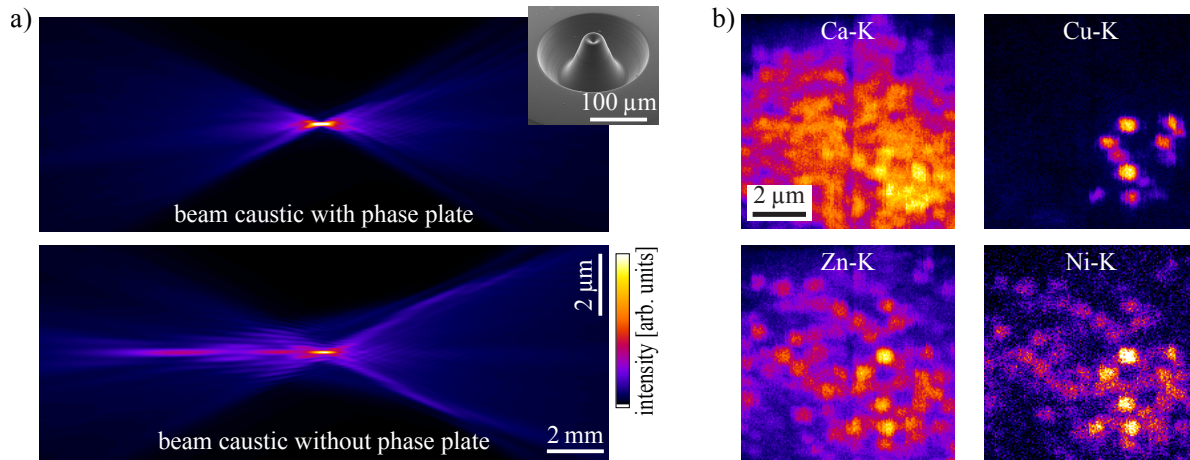 a)
100 µm
beam caustic with phase plate
2 µm
intensity [arb. units]
beam caustic without phase plate
2 mm
b)
Ca-K
Cu-K
2 µm
Zn-K
Ni-K